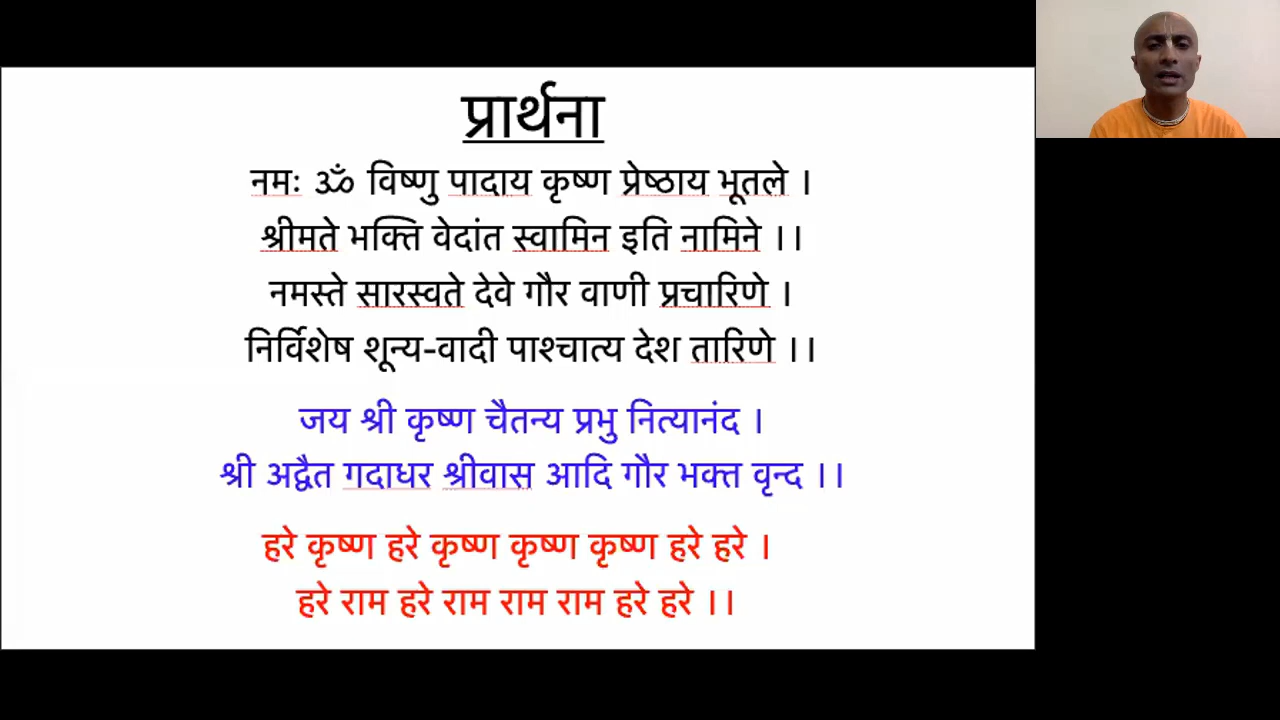 प्रार्थना
नमः ॐ विष्णु पादाय कृष्ण प्रेष्ठाय भूतले ।
श्रीमते भक्ति वेदांत स्वामिन इति नामिने ।।
नमस्ते सारस्वते देवे गौर वाणी प्रचारिणे ।
निर्विशेष शून्य-वादी पाश्चात्य देश तारिणे ।।
जय श्री कृष्ण चैतन्य प्रभु नित्यानंद ।
श्री अद्वैत गदाधर श्रीवास आदि गौर भक्त वृन्द ।।
हरे कृष्ण हरे कृष्ण कृष्ण कृष्ण हरे हरे ।
हरे राम हरे राम राम राम हरे हरे ।।